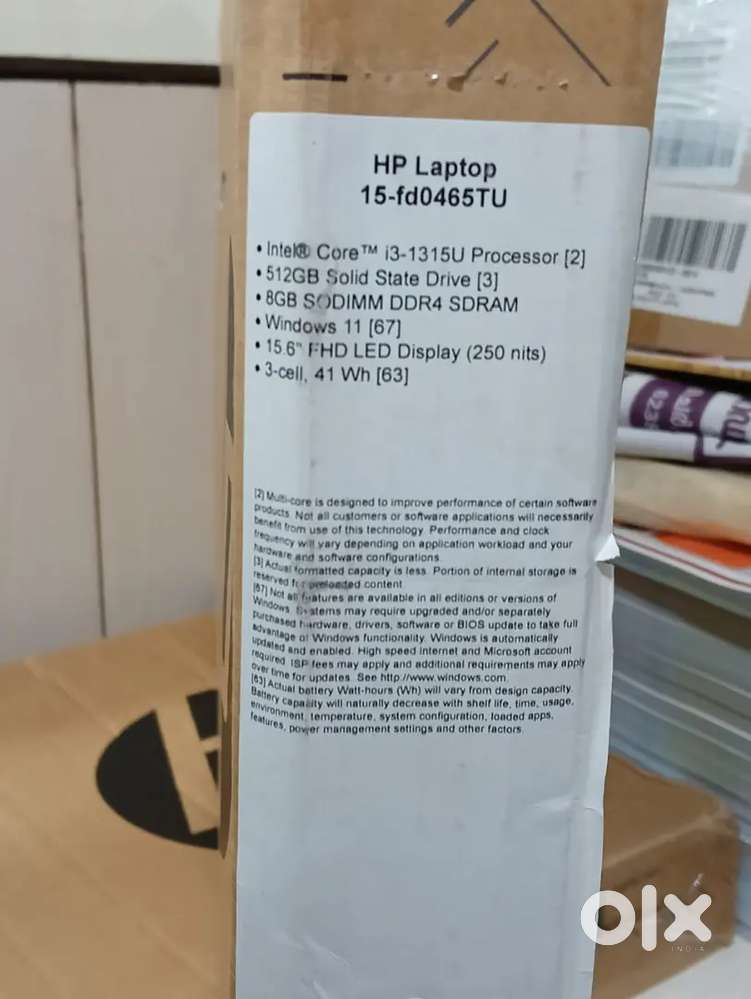 HP Laptop
15-fd0465TU
• Intel® Core™ i3-1315U Processor [2]
• 512GB Solid State Drive [3]
• 8GB SODIMM DDR4 SDRAM
• Windows 11 [67]
• 15.6" FHD LED Display (250 nits)
• 3-cell, 41 Wh [63]
[2] Multi-core is designed to improve performance of certain software
products. Not all customers or software applications will necessarily
benefit from use of this technology. Performance and clock
frequency will vary depending on application workload and your
hardware and software configurations.
[3] Actual formatted capacity is less. Portion of internal storage is
reserved for preloaded content.
[67] Not all features are available in all editions or versions of
Windows. Systems may require upgraded and/or separately
purchased hardware, drivers, software or BIOS update to take full
advantage of Windows functionality. Windows is automatically
updated and enabled. High speed internet and Microsoft account
required. ISP fees may apply and additional requirements may apply
over time for updates. See http://www.windows.com.
[63] Actual battery Watt-hours (Wh) will vary from design capacity.
Battery capacity will naturally decrease with shelf life, time, usage,
environment, temperature, system configuration, loaded apps,
features, power management settings and other factors.
olx
INDIA